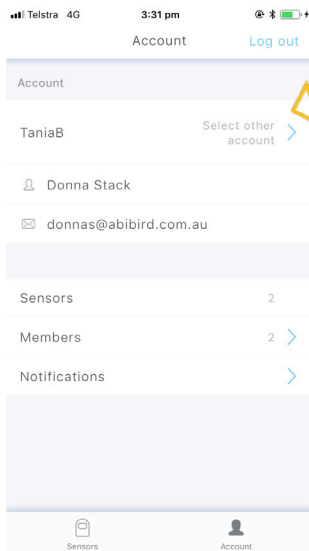 Telstra 4G 3:31 pm
Account Log out
Account
TaniaB Select other
account
Donna Stack
donnas@abibird.com.au
Sensors 2
Members 2
Notifications
Sensors Account